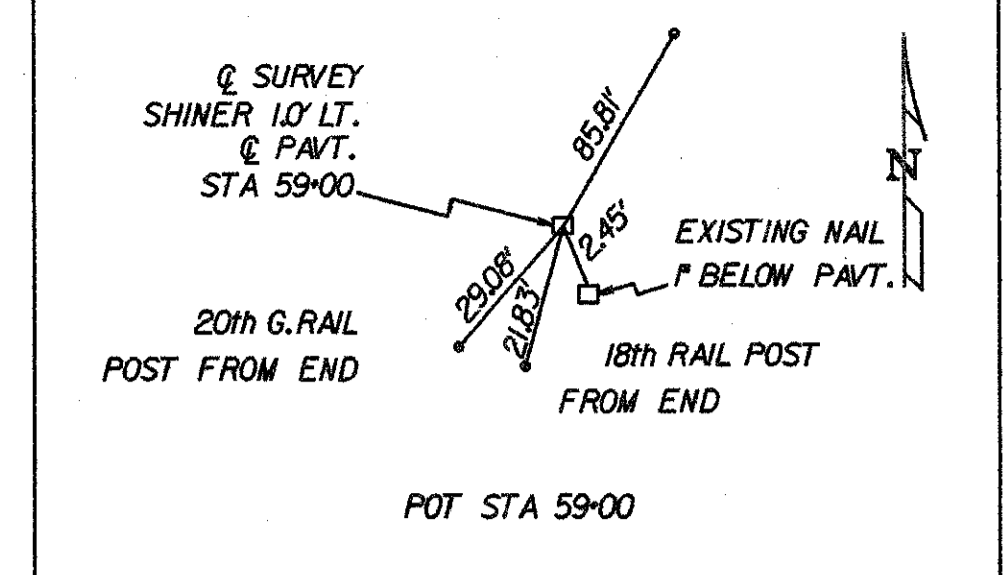 ℄ SURVEY
SHINER 1.0' LT.
℄ PAVT.
STA 59+00
85.81'
N
2.45'
EXISTING NAIL
1" BELOW PAVT.
29.08'
21.83'
20th G.RAIL
POST FROM END
18th RAIL POST
FROM END
POT STA 59+00